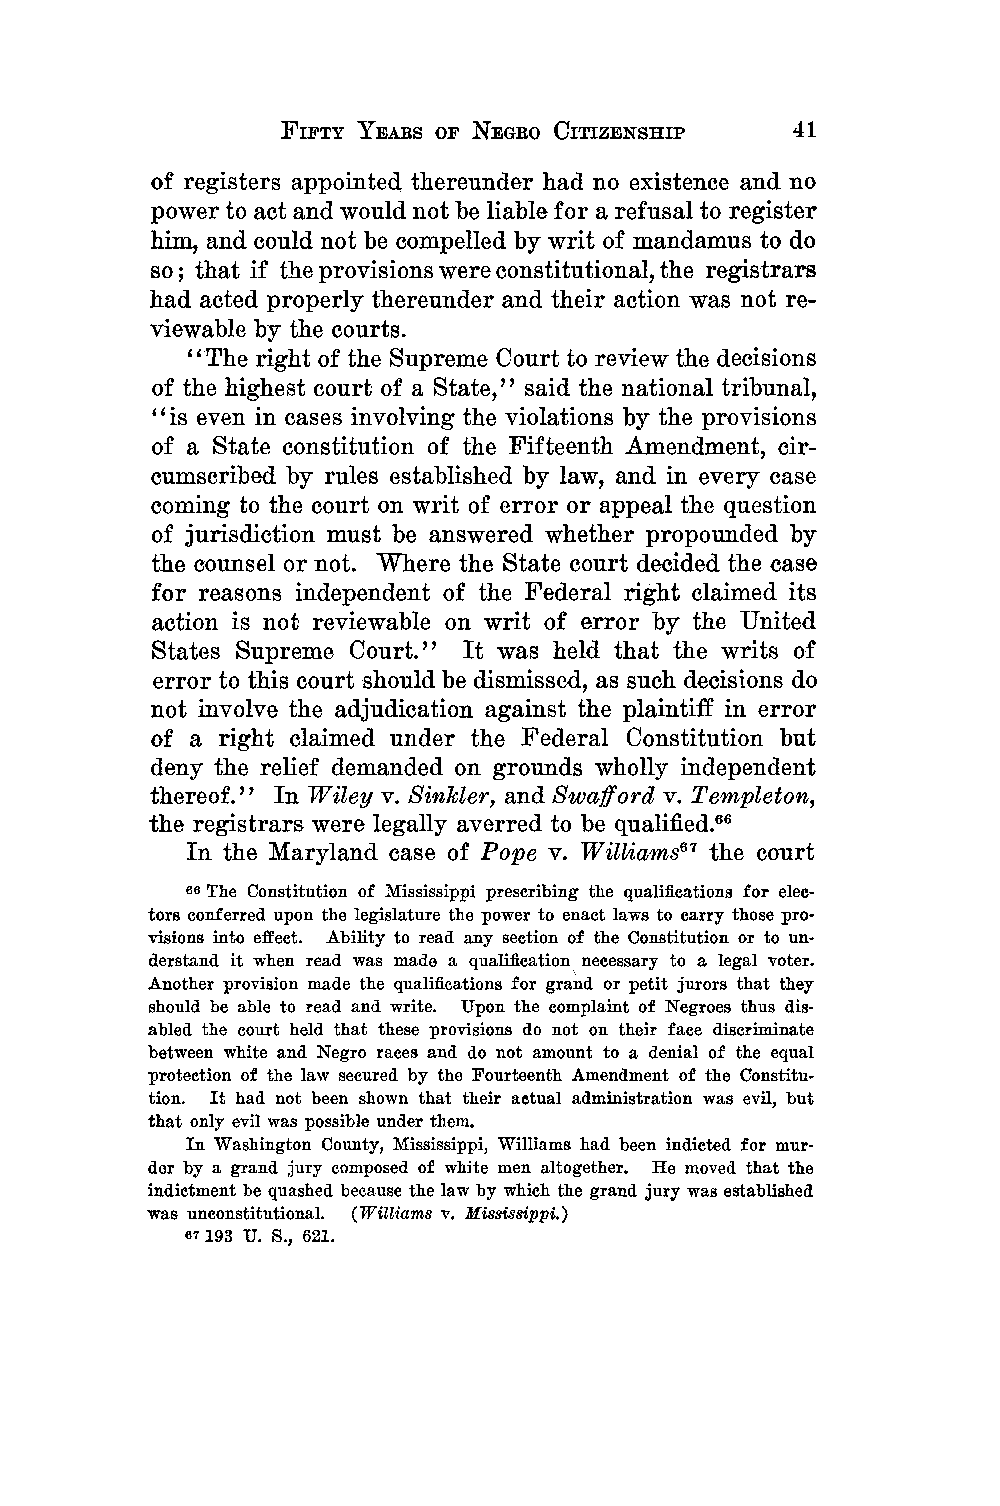 Fifty Years of Negro Citizenship 41
of registers appointed thereunder had no existence and no
power to act and would not be liable for a refusal to register
him, and could not be compelled by writ of mandamus to do
so; that if the provisions were constitutional, the registrars
had acted properly thereunder and their action was not re-
viewable by the courts.
‘‘The right of the Supreme Court to review the decisions
of the highest court of a State,’’ said the national tribunal,
‘‘is even in cases involving the violations by the provisions
of a State constitution of the Fifteenth Amendment, cir-
cumscribed by rules established by law, and in every case
coming to the court on writ of error or appeal the question
of jurisdiction must be answered whether propounded by
the counsel or not. Where the State court decided the case
for reasons independent of the Federal right claimed its
action is not reviewable on writ of error by the United
States Supreme Court.’’ It was held that the writs of
error to this court should be dismissed, as such decisions do
not involve the adjudication against the plaintiff in error
of a right claimed under the Federal Constitution but
deny the relief demanded on grounds wholly independent
thereof.’’ In Wiley v. Sinkler, and Swafford v. Templeton,
the registrars were legally averred to be qualified.⁶⁶
In the Maryland case of Pope v. Williams⁶⁷ the court
⁶⁶ The Constitution of Mississippi prescribing the qualifications for elec-
tors conferred upon the legislature the power to enact laws to carry those pro-
visions into effect. Ability to read any section of the Constitution or to un-
derstand it when read was made a qualification necessary to a legal voter.
Another provision made the qualifications for grand or petit jurors that they
should be able to read and write. Upon the complaint of Negroes thus dis-
abled the court held that these provisions do not on their face discriminate
between white and Negro races and do not amount to a denial of the equal
protection of the law secured by the Fourteenth Amendment of the Constitu-
tion. It had not been shown that their actual administration was evil, but
that only evil was possible under them.
In Washington County, Mississippi, Williams had been indicted for mur-
der by a grand jury composed of white men altogether. He moved that the
indictment be quashed because the law by which the grand jury was established
was unconstitutional. (Williams v. Mississippi.)
⁶⁷ 193 U. S., 621.